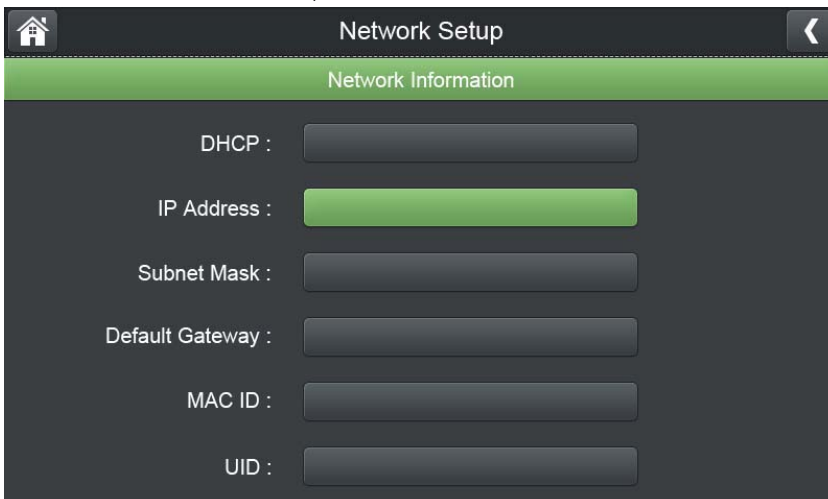 Network Setup
Network Information
DHCP :
IP Address :
Subnet Mask :
Default Gateway :
MAC ID :
UID :